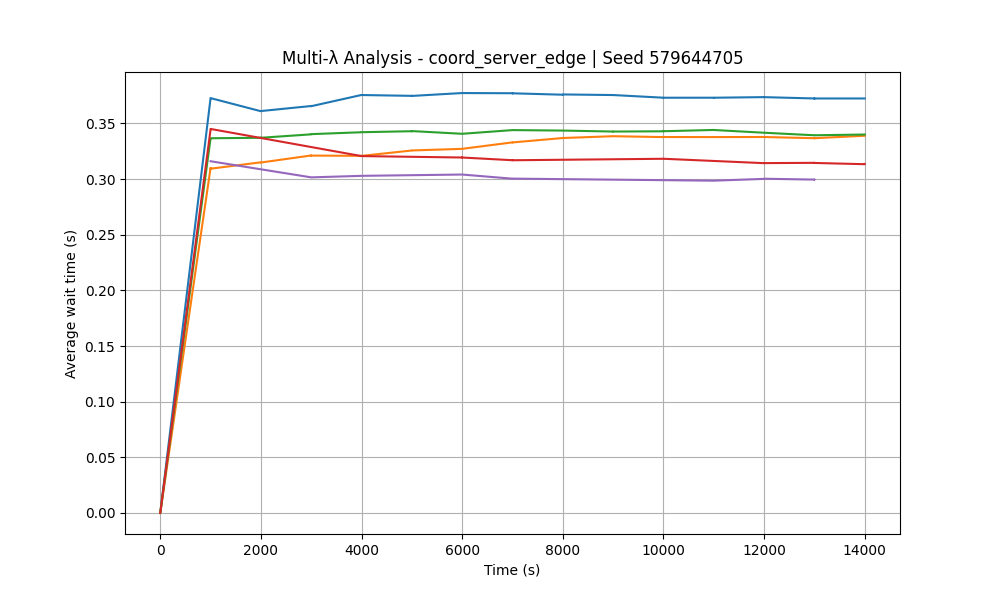 Multi-λ Analysis - coord_server_edge | Seed 579644705
Average wait time (s)
0.35
0.30
0.25
0.20
0.15
0.10
0.05
0.00
0 2000 4000 6000 8000 10000 12000 14000
Time (s)